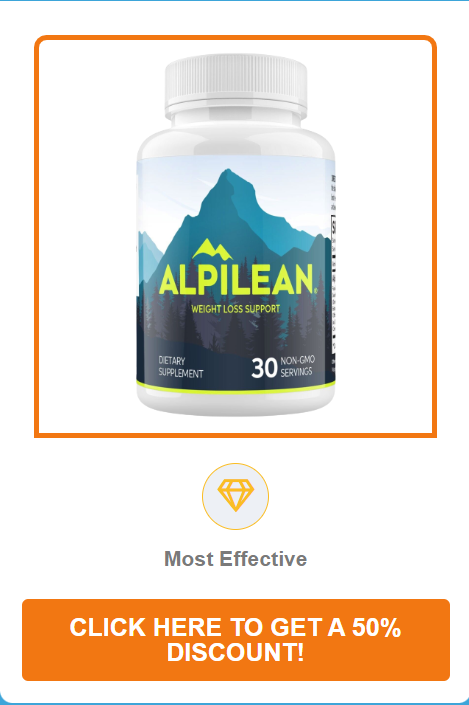 ALPILEAN
WEIGHT LOSS SUPPORT
DIETARY
SUPPLEMENT
30 NON-GMO
SERVINGS
Most Effective
CLICK HERE TO GET A 50%
DISCOUNT!